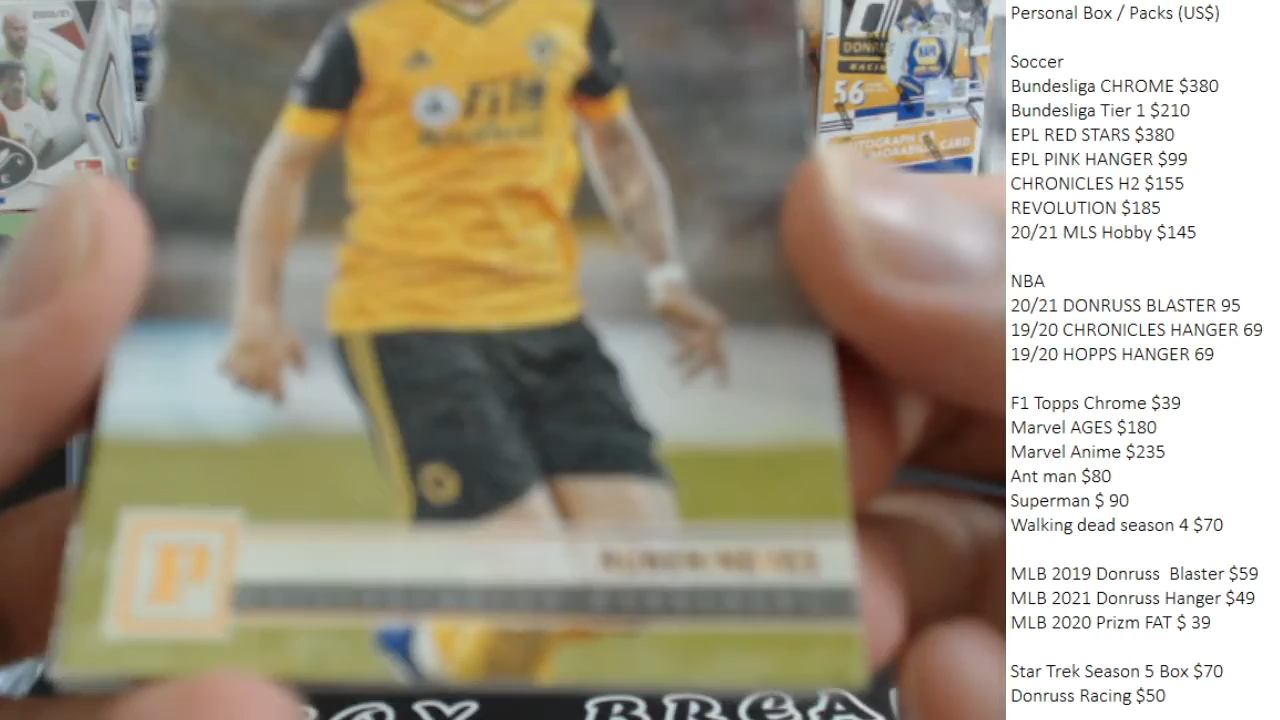 Personal Box / Packs (US$)
Soccer
Bundesliga CHROME $380
Bundesliga Tier 1 $210
EPL RED STARS $380
EPL PINK HANGER $99
CHRONICLES H2 $155
REVOLUTION $185
20/21 MLS Hobby $145
NBA
20/21 DONRUSS BLASTER 95
19/20 CHRONICLES HANGER 69
19/20 HOPPS HANGER 69
F1 Topps Chrome $39
Marvel AGES $180
Marvel Anime $235
Ant man $80
Superman $ 90
Walking dead season 4 $70
MLB 2019 Donruss  Blaster $59
MLB 2021 Donruss Hanger $49
MLB 2020 Prizm FAT $ 39
Star Trek Season 5 Box $70
Donruss Racing $50
RACING
56
NAPA
P